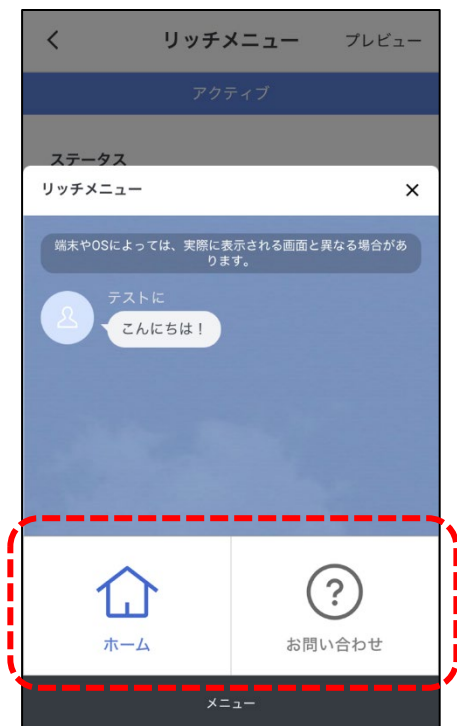 リッチメニュー
プレビュー
アクティブ
ステータス
リッチメニュー
端末やOSによっては、実際に表示される画面と異なる場合があ
ります。
テストに
こんにちは！
?
ホーム
お問い合わせ
メニュー